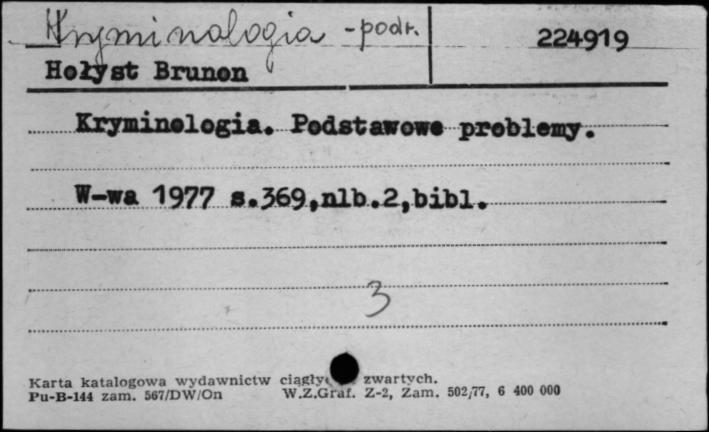 Kryminologia - podr.
224919
Hołyst Brunon
Kryminologia. Podstawowe problemy.
W-wa 1977 s.369,nlb.2,bibl.
3
Karta katalogowa wydawnictw zwartych.
Pu-B-144 zam. 567/DW/On W.Z.Graf. Z-2, Zam. 502/77, 6 400 000